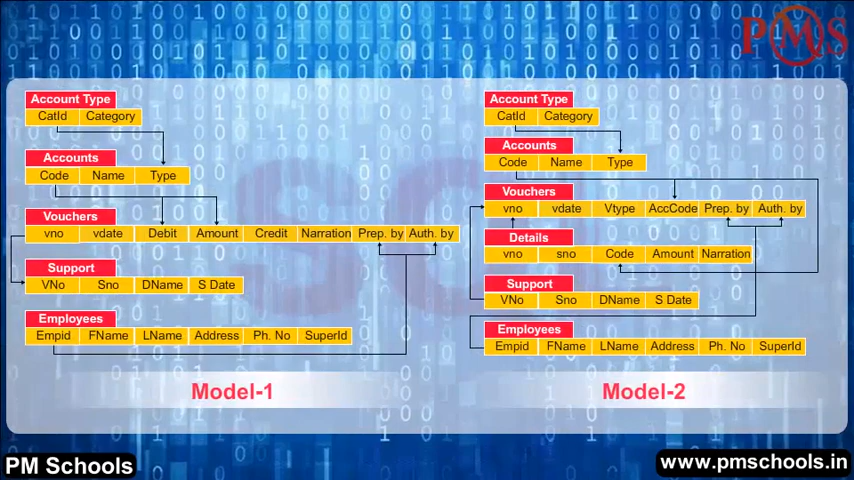 PMS
Account Type
CatId Category
Accounts
Code Name Type
Vouchers
vno vdate Debit Amount Credit Narration Prep. by Auth. by
Support
VNo Sno DName S Date
Employees
Empid FName LName Address Ph. No SuperId
Model-1
Account Type
CatId Category
Accounts
Code Name Type
Vouchers
vno vdate Vtype AccCode Prep. by Auth. by
Details
vno sno Code Amount Narration
Support
VNo Sno DName S Date
Employees
Empid FName LName Address Ph. No SuperId
Model-2
PM Schools
www.pmschools.in